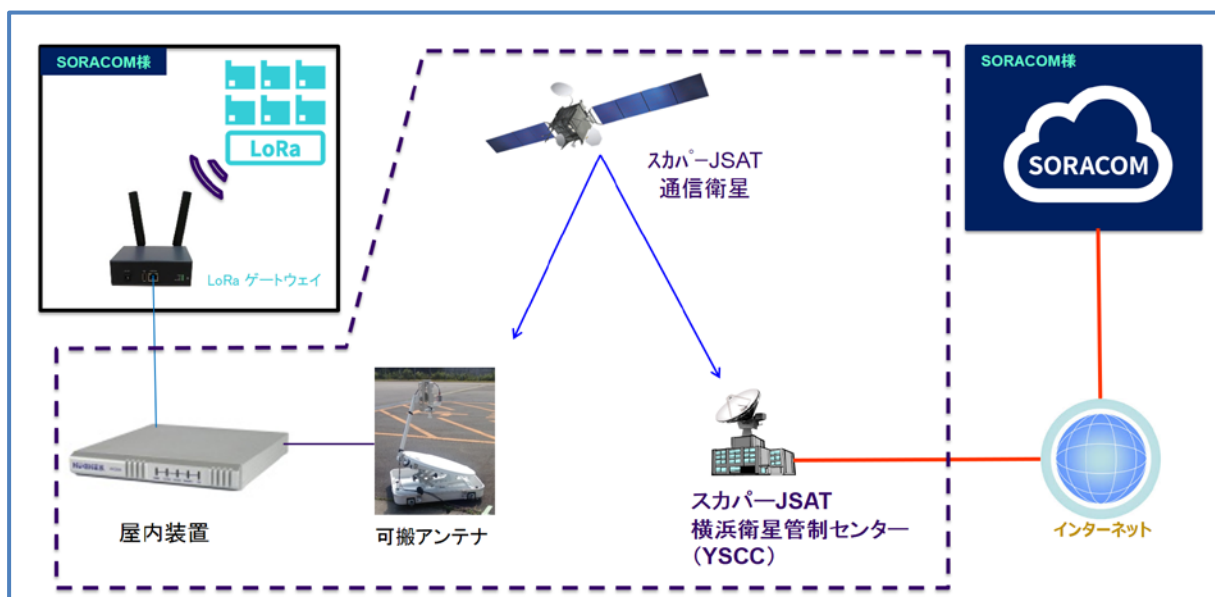 SORACOM様
LoRa
LoRa ゲートウェイ
スカパーJSAT
通信衛星
SORACOM様
SORACOM
HUGHES
屋内装置
可搬アンテナ
スカパーJSAT
横浜衛星管制センター
(YSCC)
インターネット